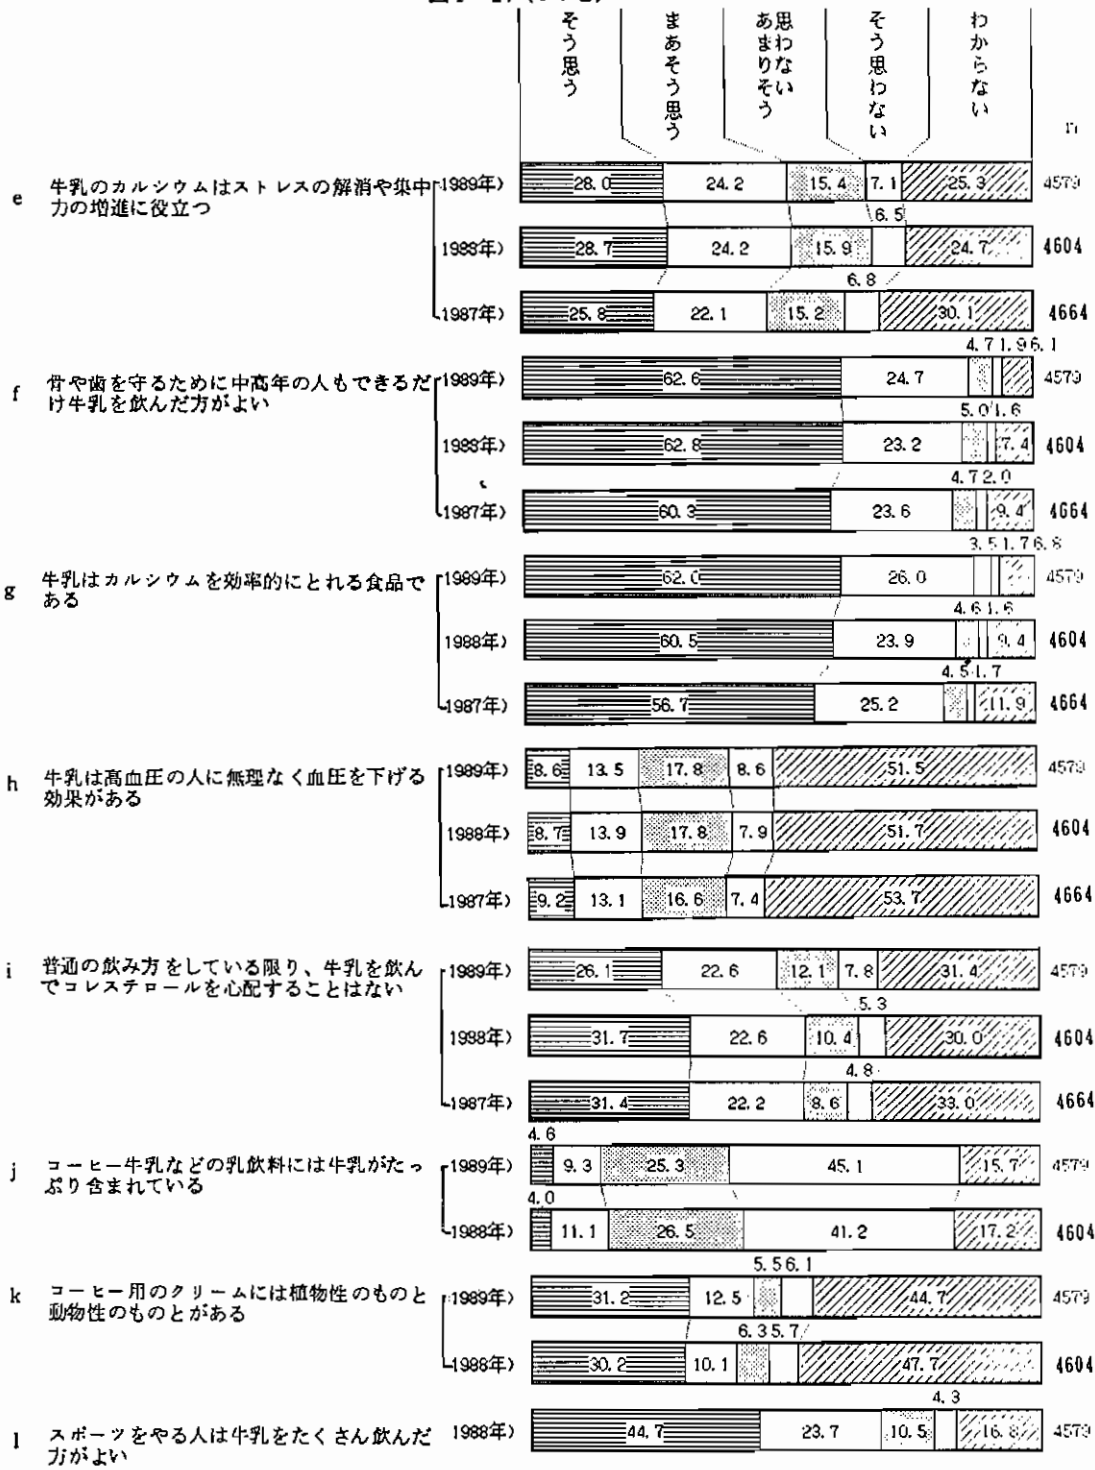 そう思う
まあそう思う
あまりそう
思わない
そう思わない
わからない
n
e
牛乳のカルシウムはストレスの解消や集中
力の増進に役立つ
1989年) 28.0 24.2 15.4 7.1 25.3 4579
6.5
1988年) 28.7 24.2 15.9 24.7 4604
6.8
1987年) 25.8 22.1 15.2 30.1 4664
4.7 1.9 6.1
f
骨や歯を守るために中高年の人もできるだ
け牛乳を飲んだ方がよい
1989年) 62.6 24.7 4579
5.0 1.6
1988年) 62.8 23.2 7.4 4604
4.7 2.0
1987年) 60.3 23.6 9.4 4664
3.5 1.7 6.8
g
牛乳はカルシウムを効率的にとれる食品で
ある
1989年) 62.0 26.0 4579
4.6 1.6
1988年) 60.5 23.9 9.4 4604
4.5 1.7
1987年) 56.7 25.2 11.9 4664
h
牛乳は高血圧の人に無理なく血圧を下げる
効果がある
1989年) 8.6 13.5 17.8 8.6 51.5 4579
1988年) 8.7 13.9 17.8 7.9 51.7 4604
1987年) 9.2 13.1 16.6 7.4 53.7 4664
i
普通の飲み方をしている限り、牛乳を飲ん
でコレステロールを心配することはない
1989年) 26.1 22.6 12.1 7.8 31.4 4579
5.3
1988年) 31.7 22.6 10.4 30.0 4604
4.8
1987年) 31.4 22.2 8.6 33.0 4664
4.6
j
コーヒー牛乳などの乳飲料には牛乳がたっ
ぷり含まれている
1989年) 9.3 25.3 45.1 15.7 4579
4.0
1988年) 11.1 26.5 41.2 17.2 4604
5.5 6.1
k
コーヒー用のクリームには植物性のものと
動物性のものとがある
1989年) 31.2 12.5 44.7 4579
6.3 5.7
1988年) 30.2 10.1 47.7 4604
4.3
l
スポーツをやる人は牛乳をたくさん飲んだ
方がよい
1988年) 44.7 23.7 10.5 16.8 4579